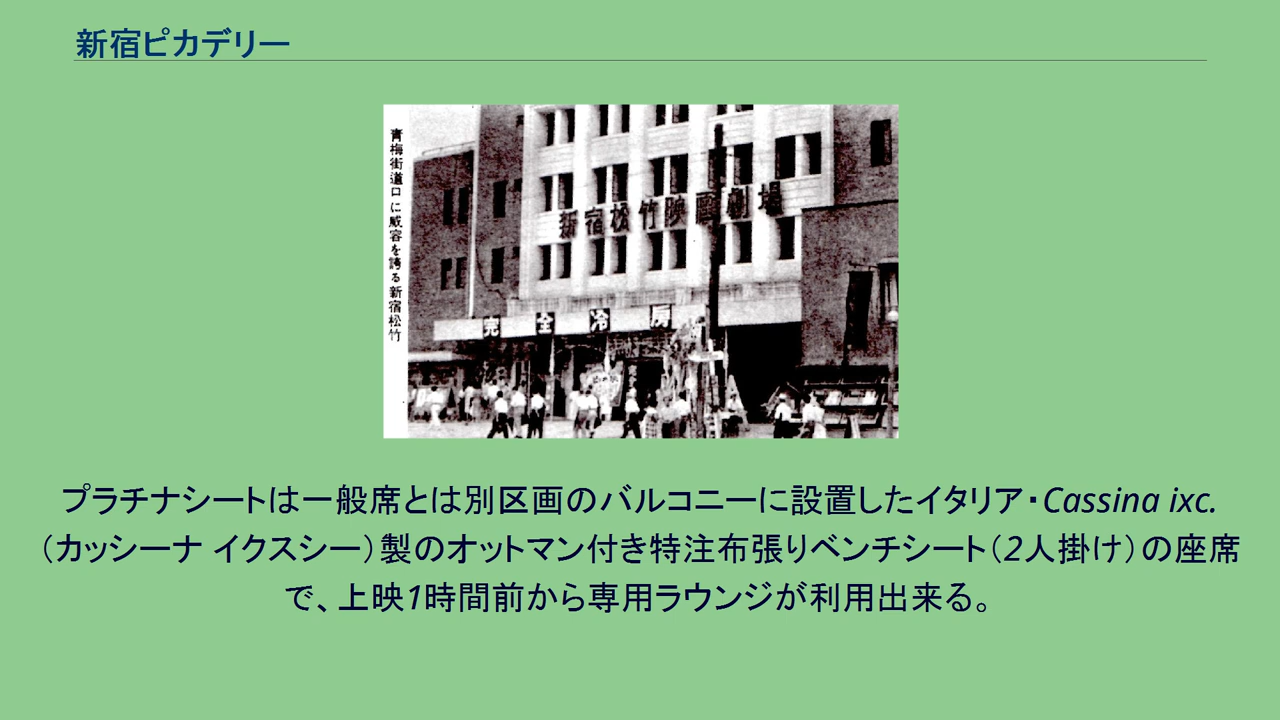 新宿ピカデリー
青梅街道口に威容を誇る新宿松竹
新宿松竹映画劇場
完全冷房
プラチナシートは一般席とは別区画のバルコニーに設置したイタリア・Cassina ixc.
（カッシーナ イクスシー）製のオットマン付き特注布張りベンチシート（2人掛け）の座席
で、上映1時間前から専用ラウンジが利用出来る。